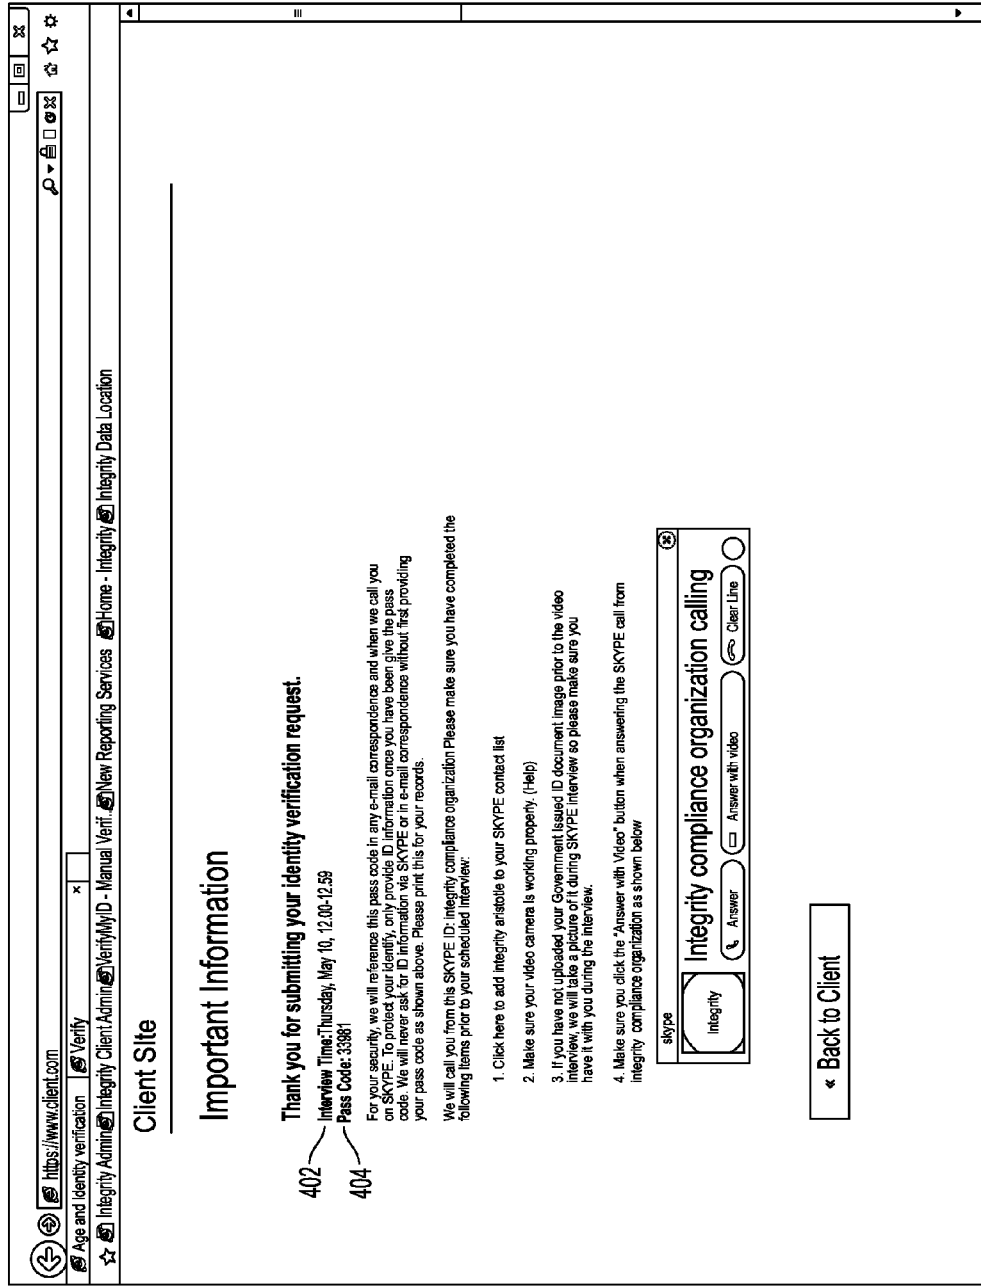 https://www.client.com
Age and Identity verification
Verify
x
Integrity Admin Integrity Client Admin VerifyMyID - Manual Verif... New Reporting Services Home - Integrity Integrity Data Location
Client SIte
Important Information
Thank you for submitting your identity verification request.
402
Interview Time: Thursday, May 10, 12.00-12.59
404
Pass Code: 33981
For your security, we will reference this pass code in any e-mail correspondence and when we call you
on SKYPE. To protect your identify, only provide ID information once you have been give the pass
code. We will never ask for ID information via SKYPE or in e-mail correspondence without first providing
your pass code as shown above. Please print this for your records.
We will call you from this SKYPE ID: integrity compliance organization Please make sure you have completed the
following items prior to your scheduled interview:
1. Click here to add integrity aristotle to your SKYPE contact list
2. Make sure your video camera is working property. (Help)
3. If you have not uploaded your Government Issued ID document image prior to the video
interview, we will take a picture of it during SKYPE interview so please make sure you
have it with you during the interview.
4. Make sure you click the "Answer with Video" button when answering the SKYPE call from
integrity compliance organization as shown below
skype
Integrity
Integrity compliance organization calling
Answer
Answer with video
Clear Line
« Back to Client